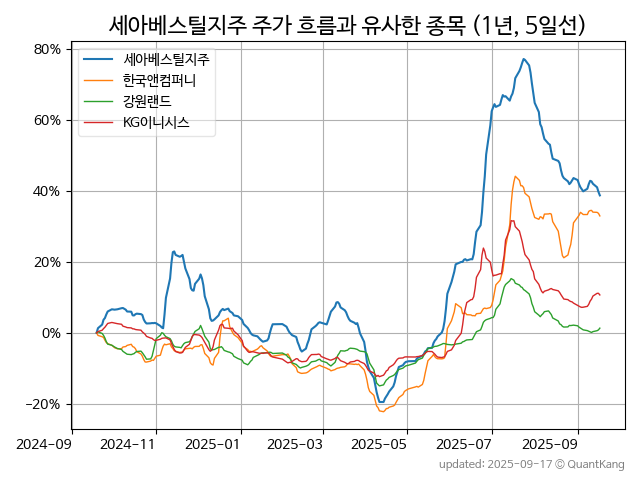 세아베스틸지주 주가 흐름과 유사한 종목 (1년, 5일선)
80%
60%
40%
20%
0%
−20%
세아베스틸지주
한국앤컴퍼니
강원랜드
KG이니시스
2024-09
2024-11
2025-01
2025-03
2025-05
2025-07
2025-09
updated: 2025-09-17 © QuantKang